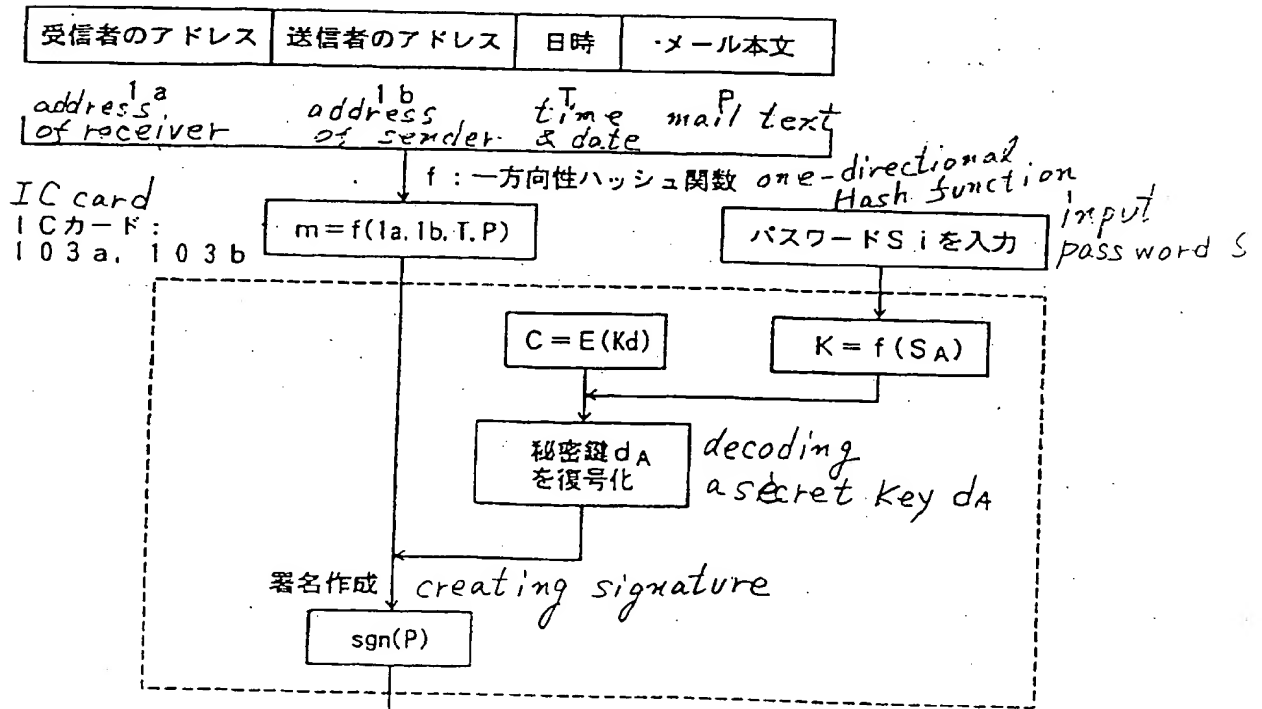 受信者のアドレス 送信者のアドレス 日時 ・メール本文
1a 1b T P
address address time mail text
of receiver of sender & date
f:一方向性ハッシュ関数 one-directional
Hash function
IC card
ICカード:
103a, 103b
m=f(1a, 1b, T, P)
パスワードSiを入力
input
password S
C=E(Kd)
K=f(SA)
秘密鍵dA
を復号化
decoding
a secret key dA
署名作成 creating signature
sgn(P)